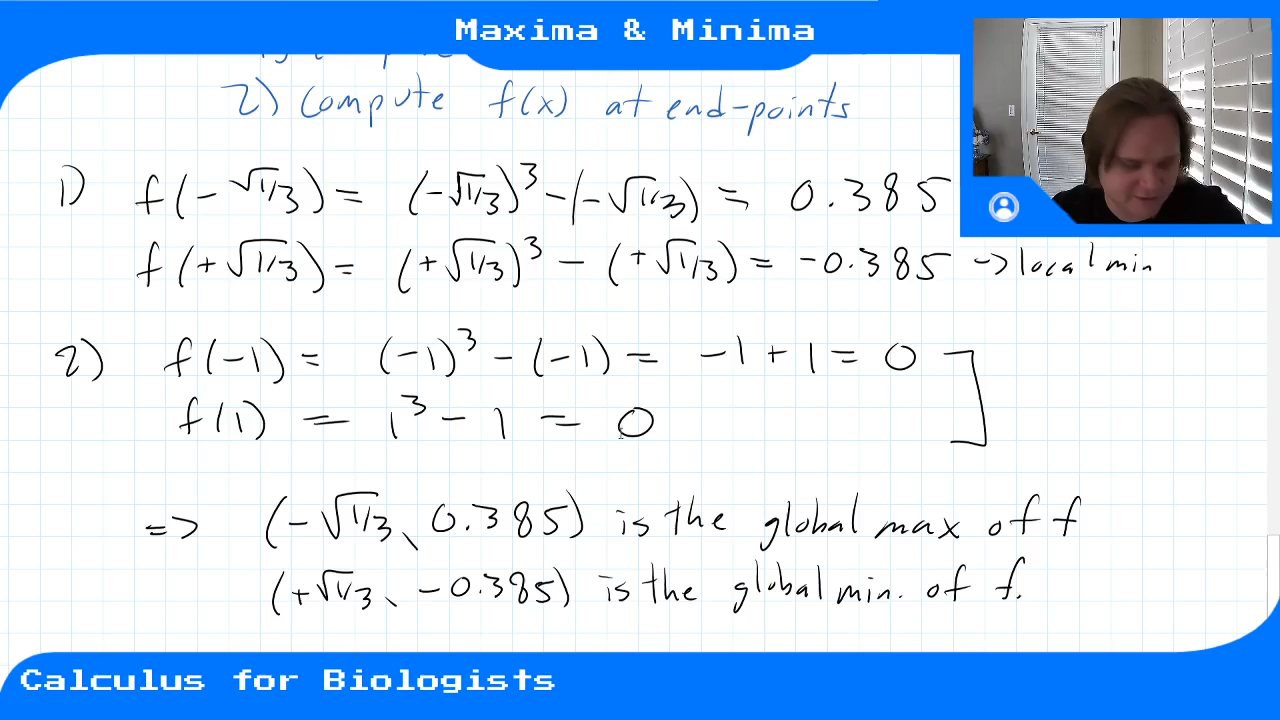 Maxima & Minima
2) Compute f(x) at end-points
1) f(-√1/3) = (-√1/3)³ - (-√1/3) = 0.385
f(+√1/3) = (+√1/3)³ - (+√1/3) = -0.385 → local min
2) f(-1) = (-1)³ - (-1) = -1 + 1 = 0
f(1) = 1³ - 1 = 0
=> (-√1/3, 0.385) is the global max of f
(+√1/3, -0.385) is the global min. of f.
Calculus for Biologists